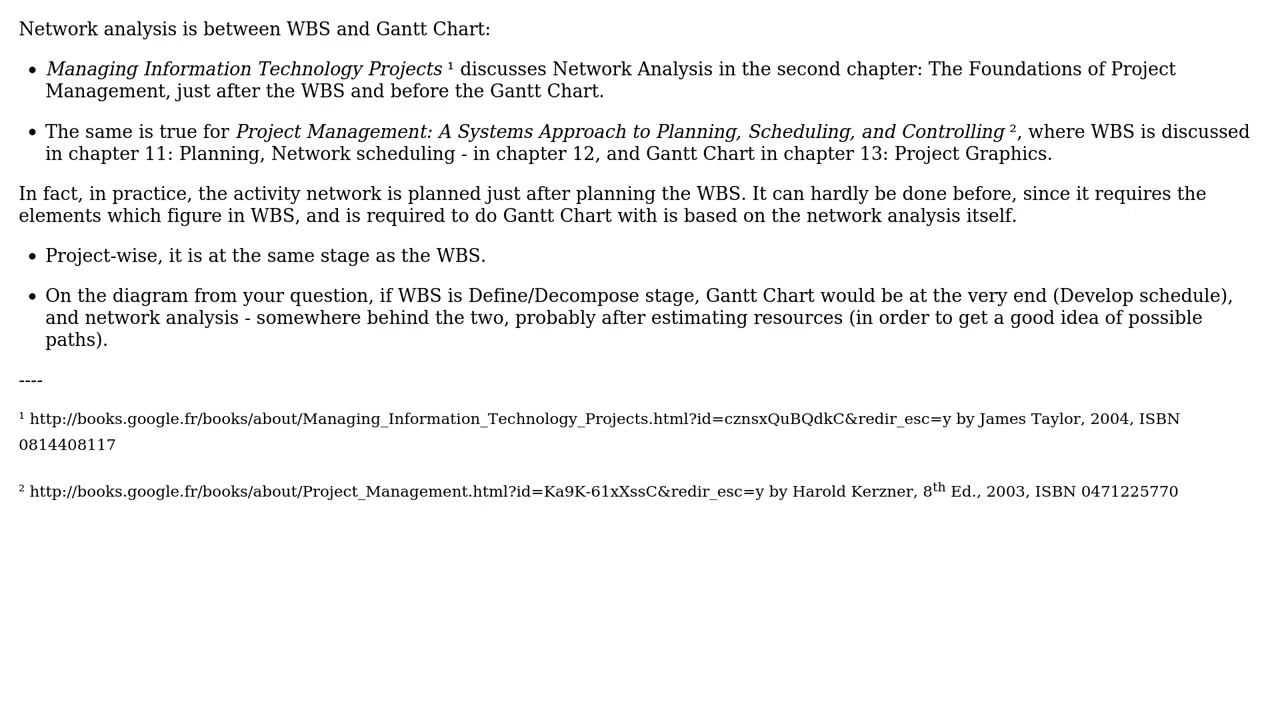 Network analysis is between WBS and Gantt Chart:
• Managing Information Technology Projects ¹ discusses Network Analysis in the second chapter: The Foundations of Project
Management, just after the WBS and before the Gantt Chart.
• The same is true for Project Management: A Systems Approach to Planning, Scheduling, and Controlling ², where WBS is discussed
in chapter 11: Planning, Network scheduling - in chapter 12, and Gantt Chart in chapter 13: Project Graphics.
In fact, in practice, the activity network is planned just after planning the WBS. It can hardly be done before, since it requires the
elements which figure in WBS, and is required to do Gantt Chart with is based on the network analysis itself.
• Project-wise, it is at the same stage as the WBS.
• On the diagram from your question, if WBS is Define/Decompose stage, Gantt Chart would be at the very end (Develop schedule),
and network analysis - somewhere behind the two, probably after estimating resources (in order to get a good idea of possible
paths).
----
¹ http://books.google.fr/books/about/Managing_Information_Technology_Projects.html?id=cznsxQuBQdkC&redir_esc=y by James Taylor, 2004, ISBN
0814408117
² http://books.google.fr/books/about/Project_Management.html?id=Ka9K-61xXssC&redir_esc=y by Harold Kerzner, 8th Ed., 2003, ISBN 0471225770